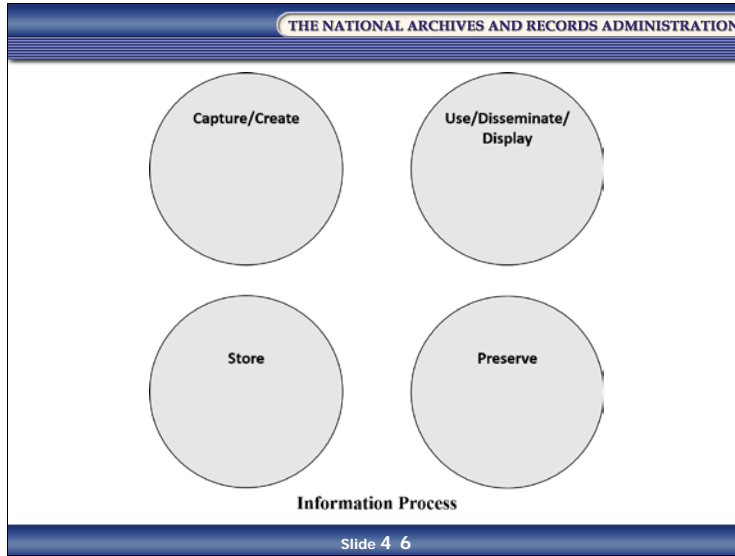 THE NATIONAL ARCHIVES AND RECORDS ADMINISTRATION
Capture/Create
Use/Disseminate/
Display
Store
Preserve
Information Process
Slide 4 6